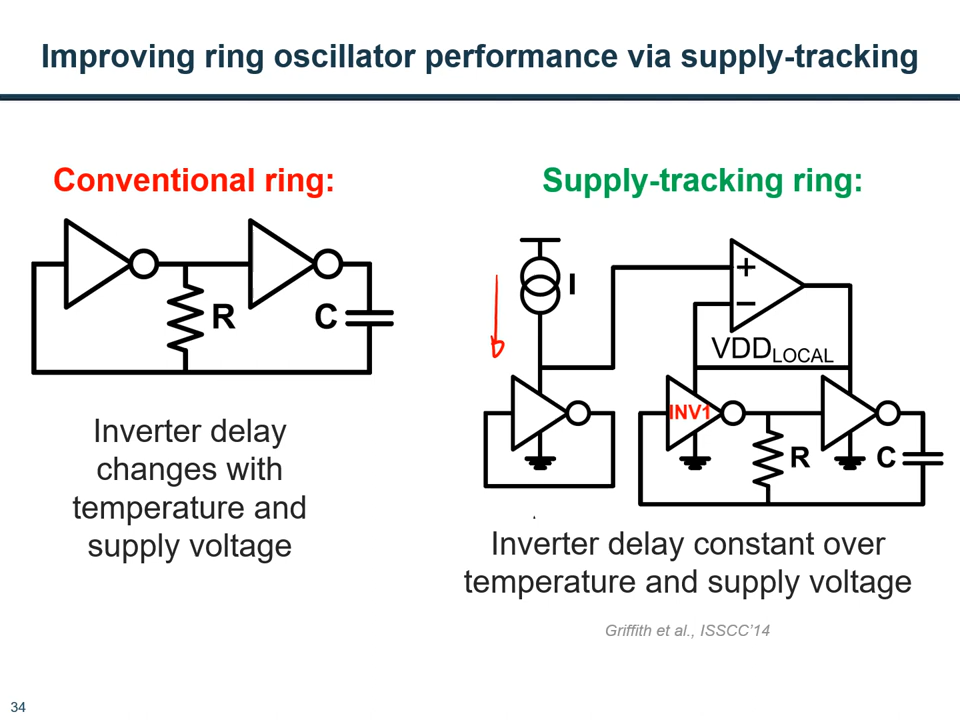 Improving ring oscillator performance via supply-tracking
Conventional ring:
R
C
Inverter delay
changes with
temperature and
supply voltage
Supply-tracking ring:
I
+
−
VDDLOCAL
INV1
R
C
Inverter delay constant over
temperature and supply voltage
Griffith et al., ISSCC'14
34